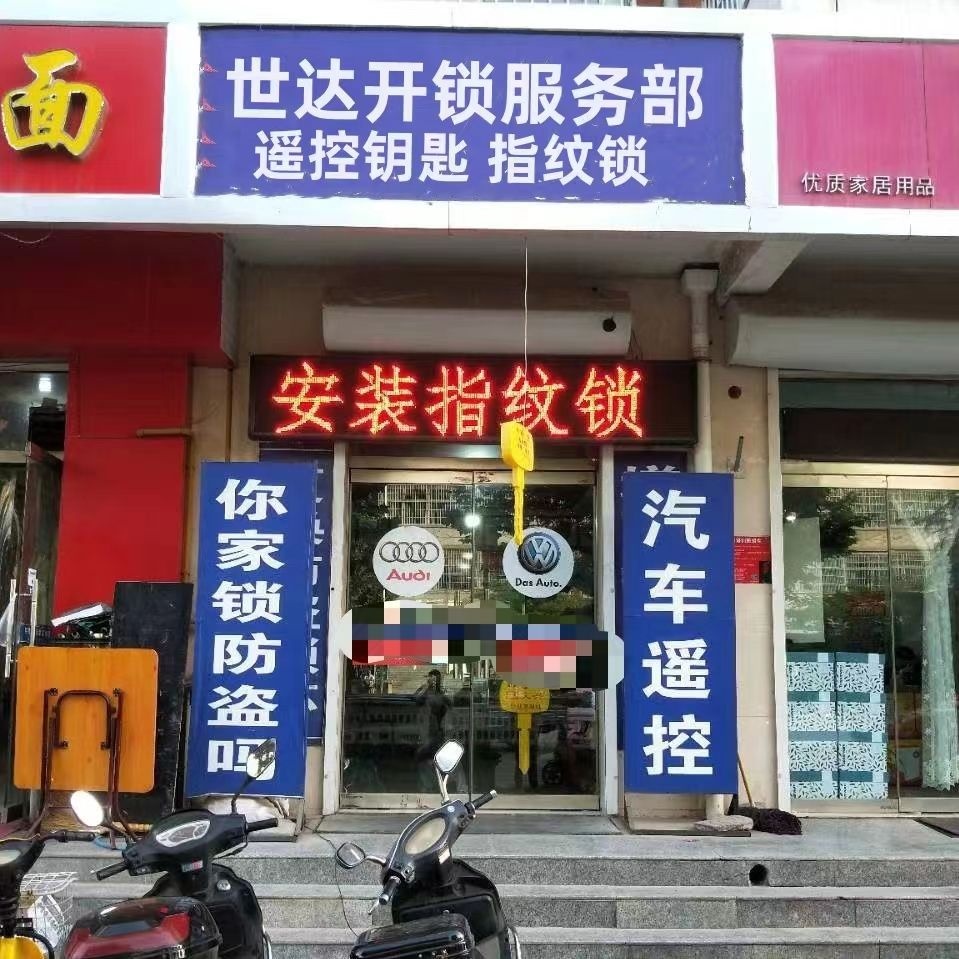 面
世达开锁服务部
遥控钥匙 指纹锁
优质家居用品
安装指纹锁
你家锁防盗吗
汽车遥控
Audi
Das Auto.